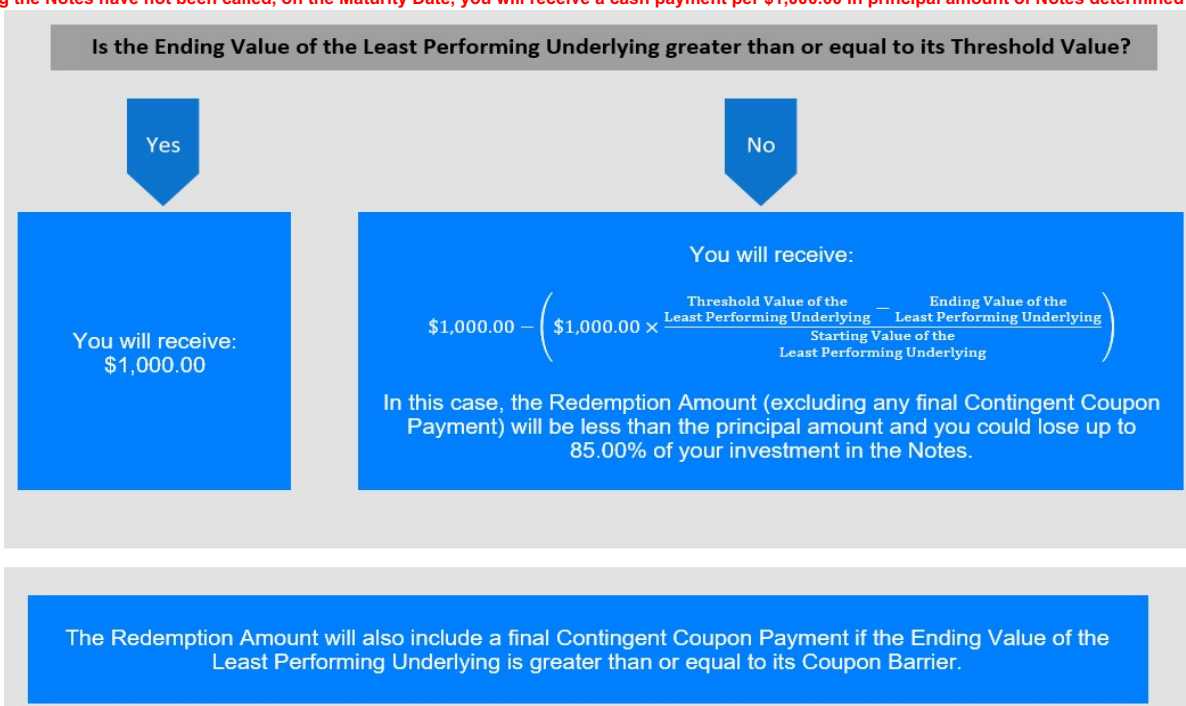 g the Notes have not been called, on the Maturity Date, you will receive a cash payment per $1,000.00 in principal amount of Notes determined
Is the Ending Value of the Least Performing Underlying greater than or equal to its Threshold Value?
Yes
No
You will receive:
$1,000.00
You will receive:
$1,000.00 − ($1,000.00 × (Threshold Value of the Least Performing Underlying − Ending Value of the Least Performing Underlying) / Starting Value of the Least Performing Underlying)
In this case, the Redemption Amount (excluding any final Contingent Coupon
Payment) will be less than the principal amount and you could lose up to
85.00% of your investment in the Notes.
The Redemption Amount will also include a final Contingent Coupon Payment if the Ending Value of the
Least Performing Underlying is greater than or equal to its Coupon Barrier.